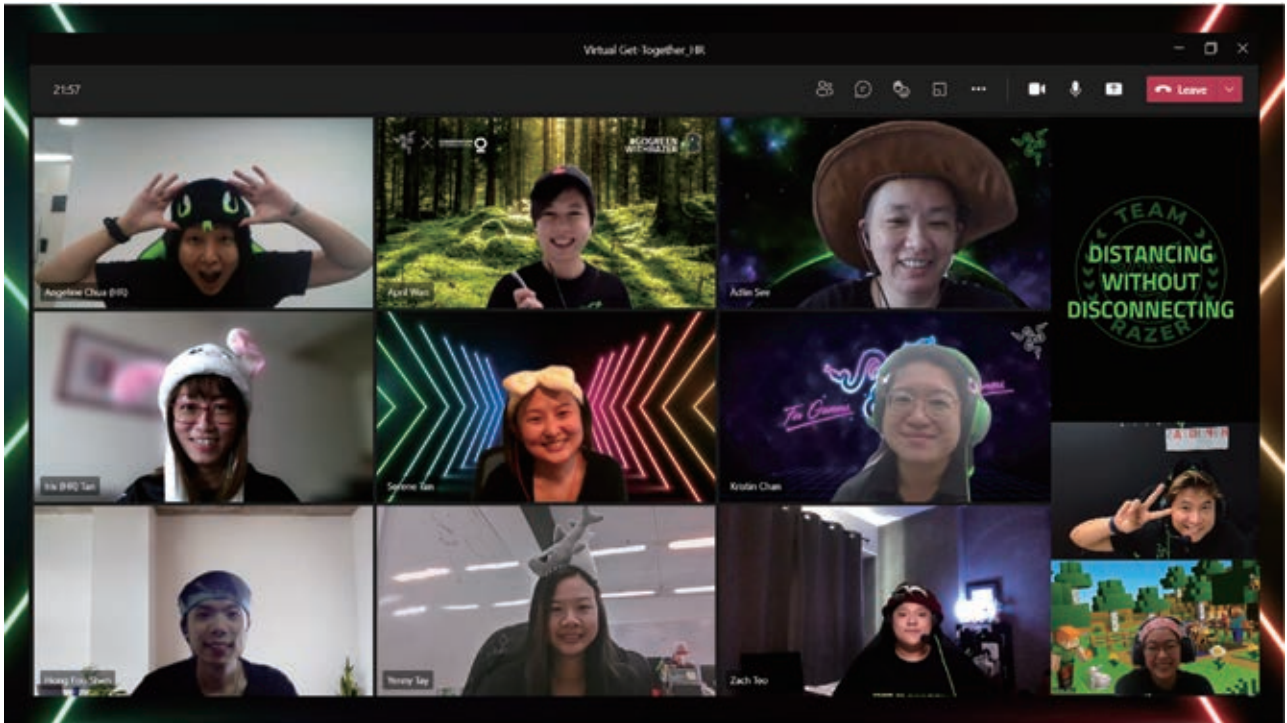 Virtual Get-Together_HR
21:57
Leave
#GOGREEN
WITHRAZER
TEAM
DISTANCING
WITHOUT
DISCONNECTING
RAZER
Angeline Chua (HR)
April Wan
Adlin See
For Gamers
Iris (HR) Tan
Serene Tan
Kristin Chan
Yenny Tay
Zach Teo